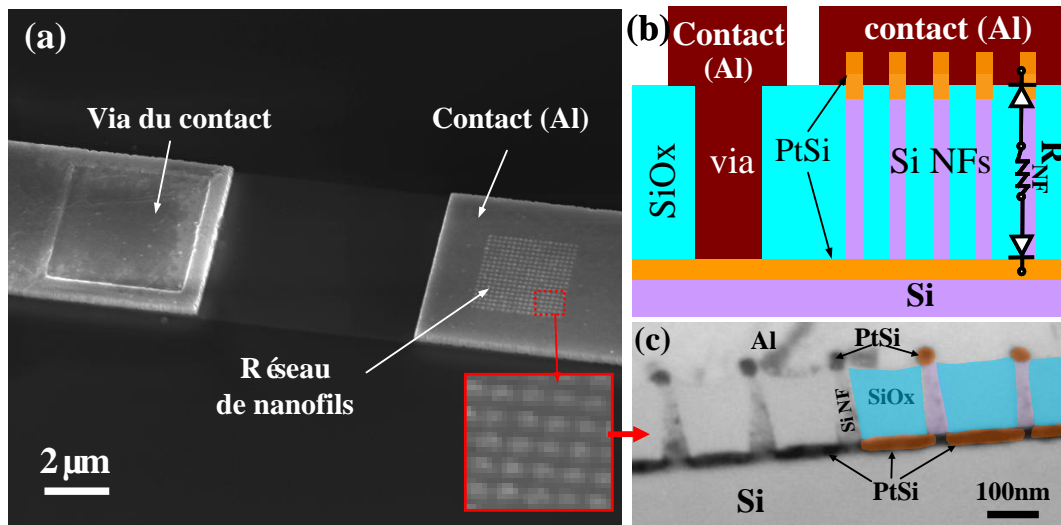 (a)
Via du contact
Contact (Al)
Réseau
de nanofils
2 µm
(b)
Contact
(Al)
contact (Al)
SiOx
via
PtSi
Si NFs
R NF
Si
(c)
Al
PtSi
Si NF
SiOx
PtSi
Si
100nm